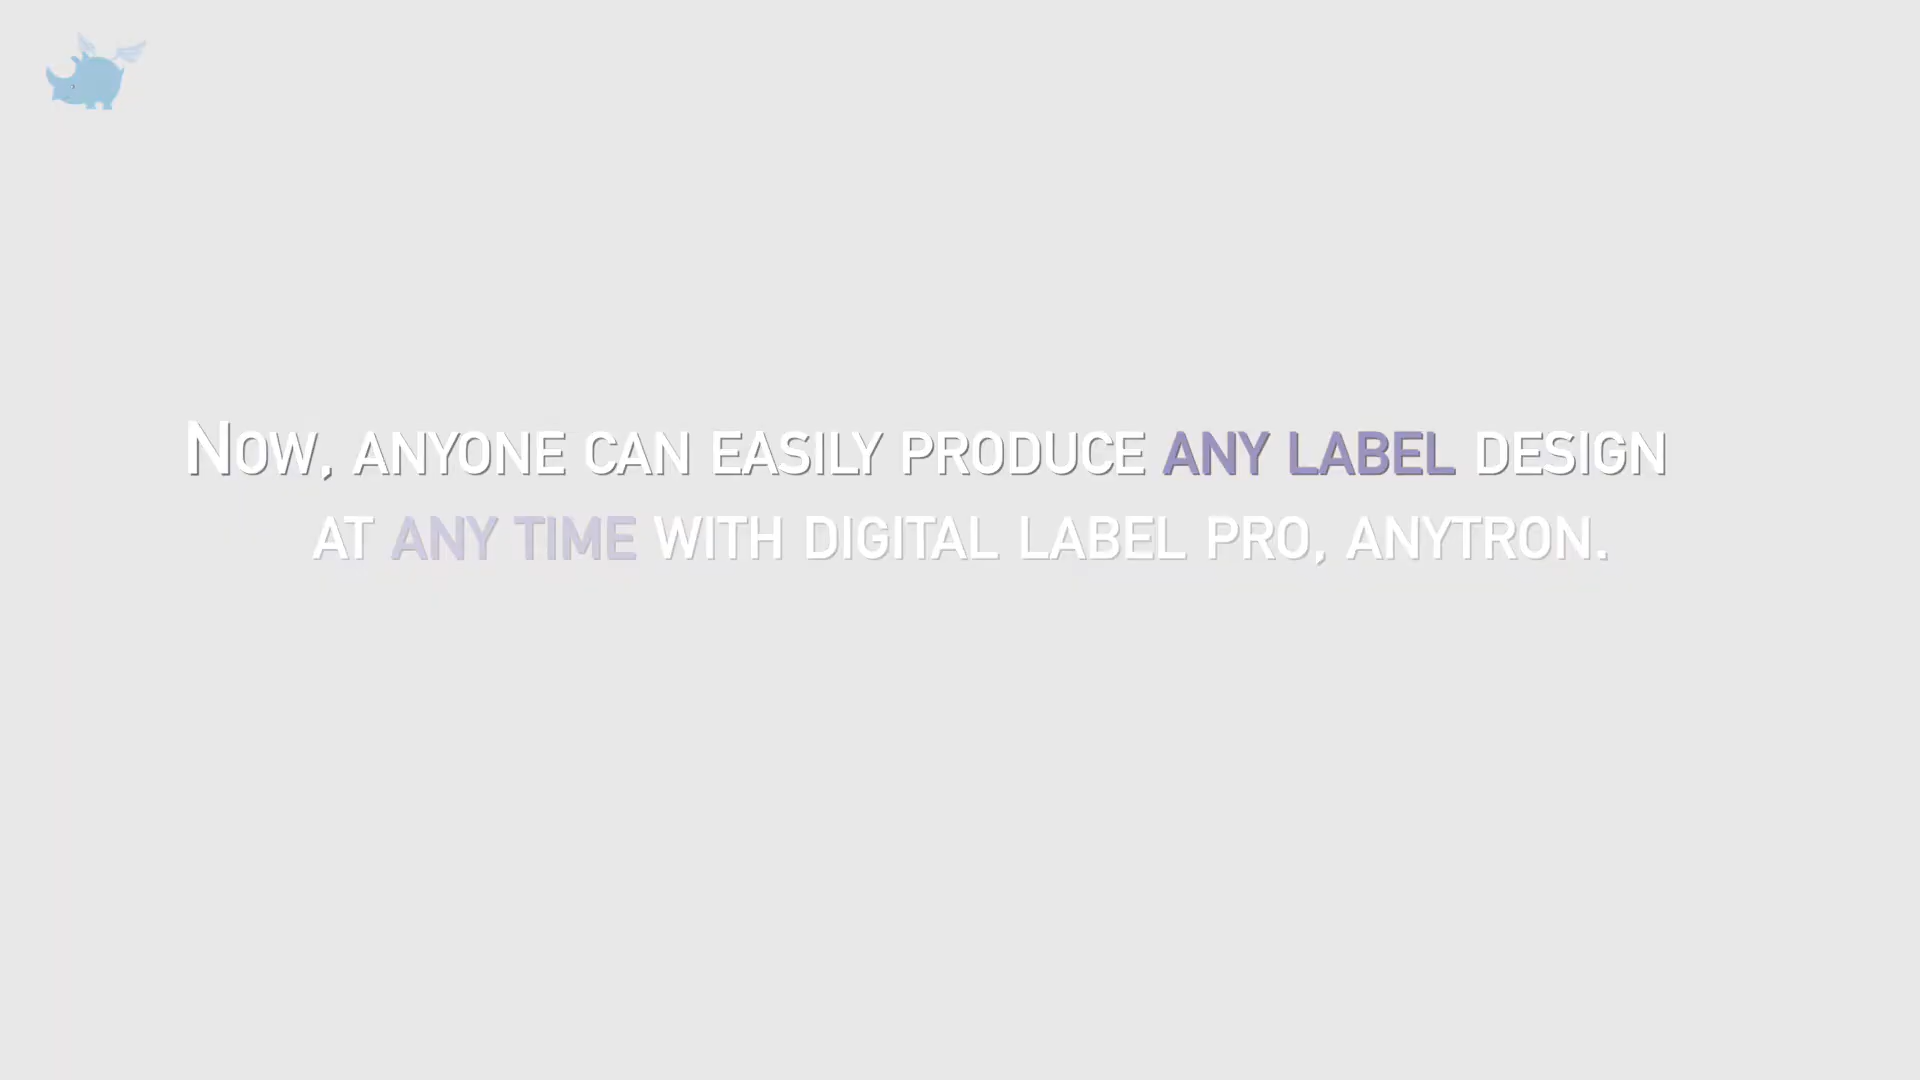 Now, anyone can easily produce any label design
at any time with digital label pro, anytron.